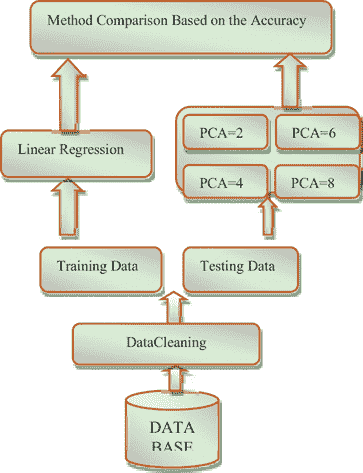 Method Comparison Based on the Accuracy
PCA=2
PCA=6
Linear Regression
PCA=4
PCA=8
Training Data
Testing Data
DataCleaning
DATA
BASE